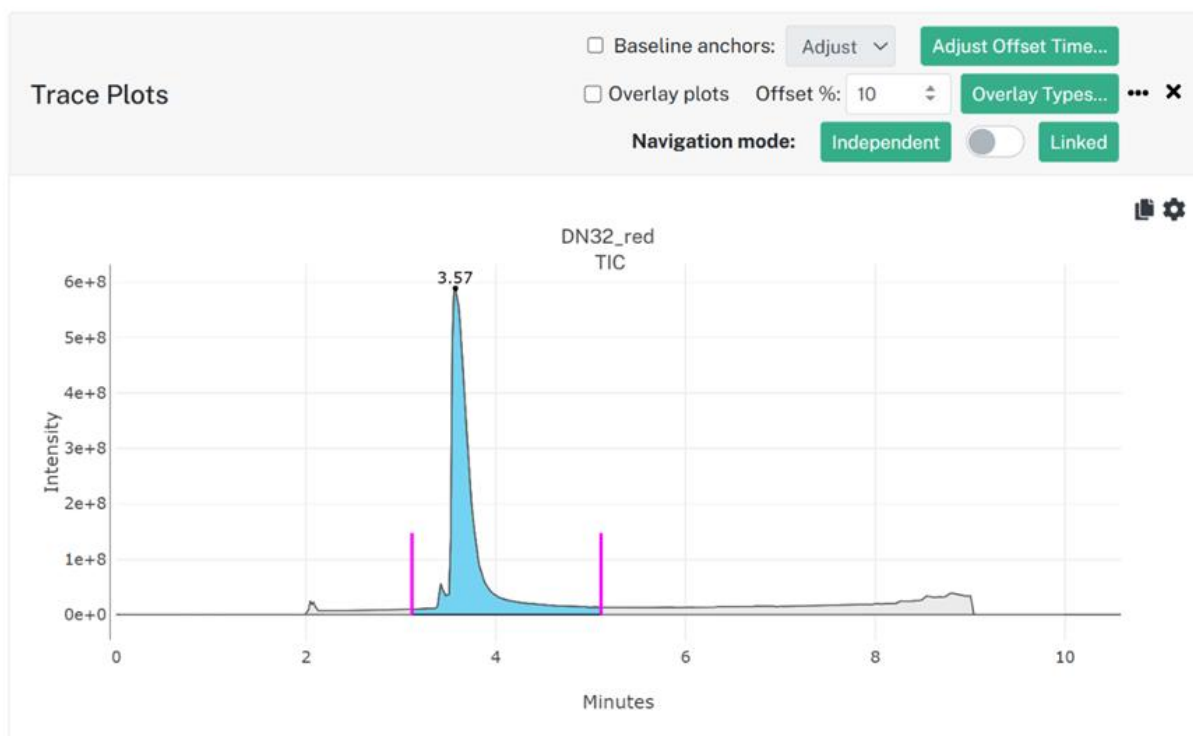 Baseline anchors: Adjust Adjust Offset Time...
Trace Plots
Overlay plots Offset %: 10 Overlay Types...
Navigation mode: Independent Linked
DN32_red
TIC
3.57
6e+8
5e+8
4e+8
3e+8
2e+8
1e+8
0e+0
Intensity
0 2 4 6 8 10
Minutes